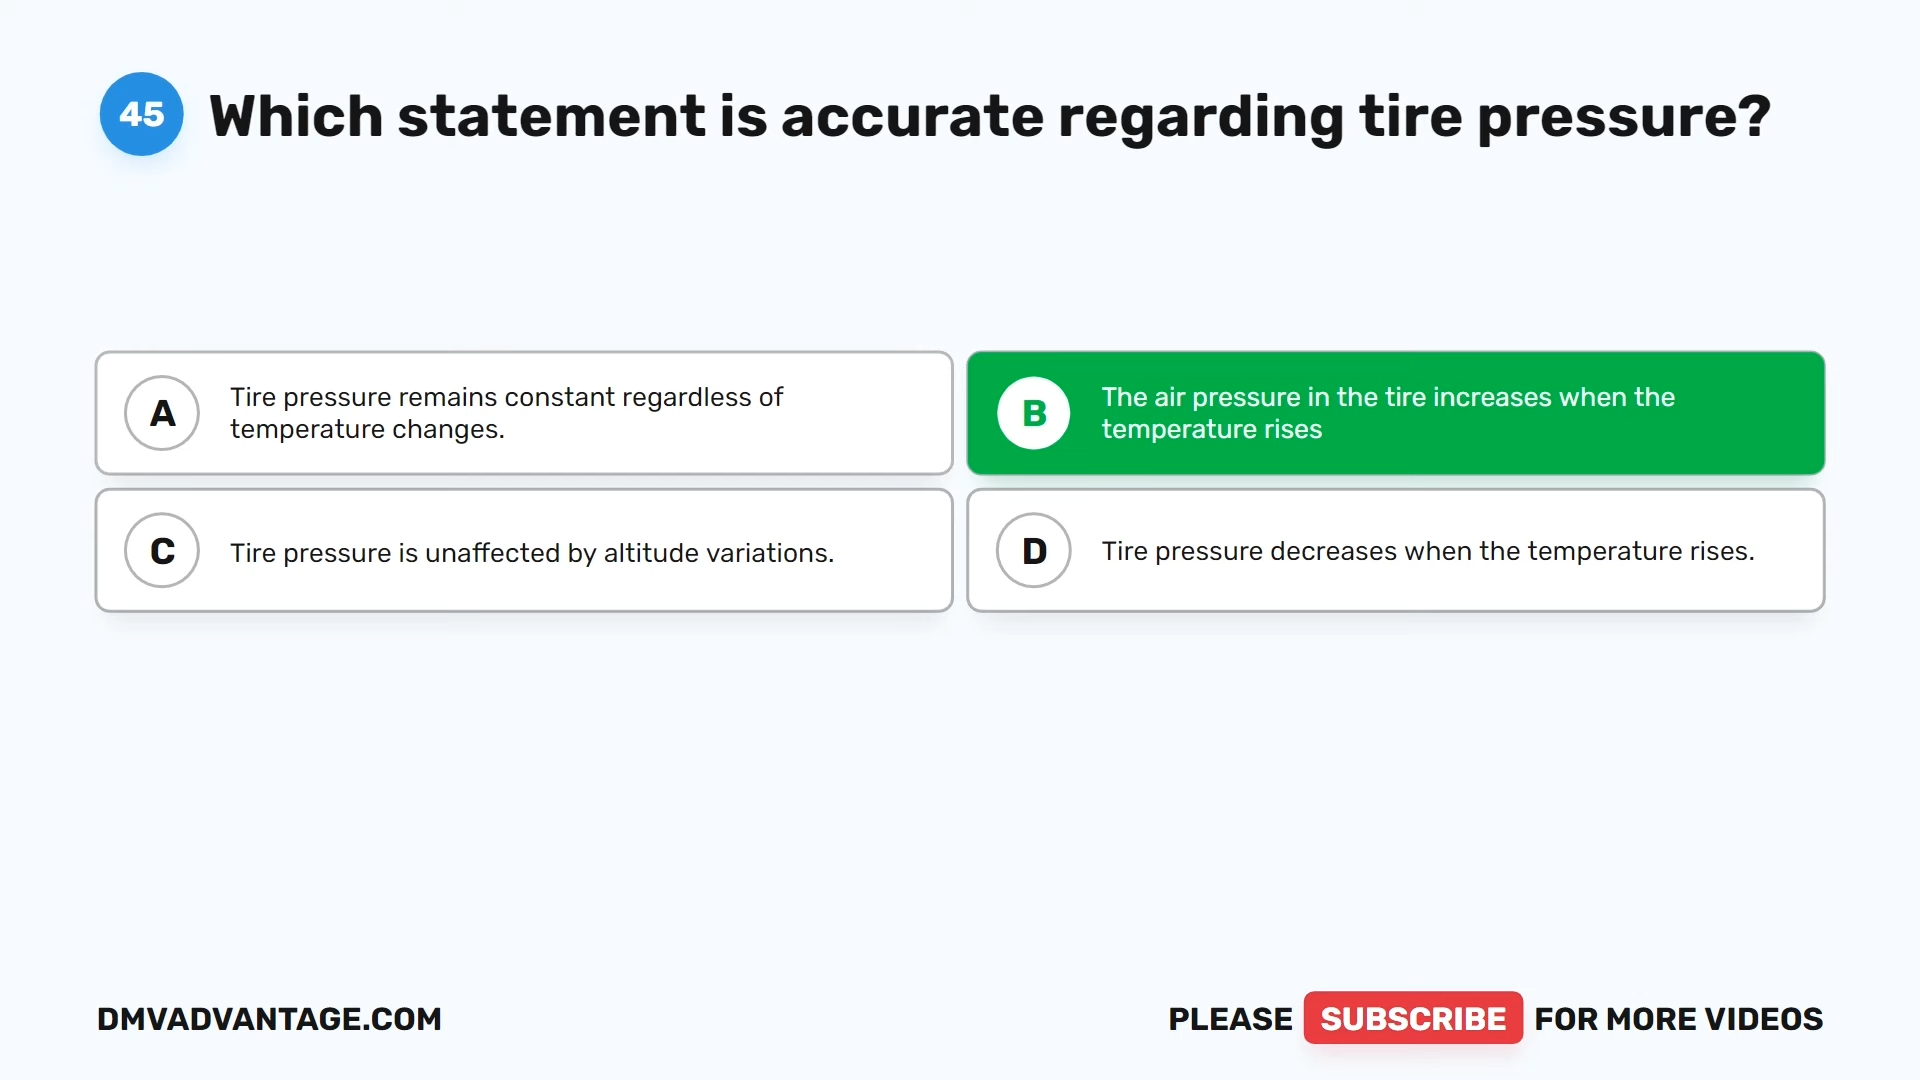 45
Which statement is accurate regarding tire pressure?
A
Tire pressure remains constant regardless of
temperature changes.
B
The air pressure in the tire increases when the
temperature rises
C
Tire pressure is unaffected by altitude variations.
D
Tire pressure decreases when the temperature rises.
DMVADVANTAGE.COM
PLEASE SUBSCRIBE FOR MORE VIDEOS